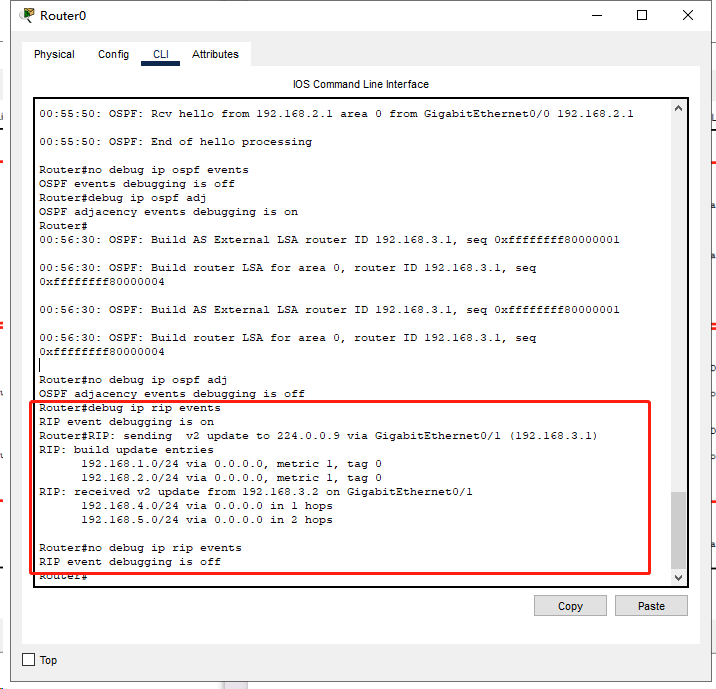 Router0
Physical Config CLI Attributes
IOS Command Line Interface
00:55:50: OSPF: Rcv hello from 192.168.2.1 area 0 from GigabitEthernet0/0 192.168.2.1
00:55:50: OSPF: End of hello processing
Router#no debug ip ospf events
OSPF events debugging is off
Router#debug ip ospf adj
OSPF adjacency events debugging is on
Router#
00:56:30: OSPF: Build AS External LSA router ID 192.168.3.1, seq 0xffffffff80000001
00:56:30: OSPF: Build router LSA for area 0, router ID 192.168.3.1, seq
0xffffffff80000004
00:56:30: OSPF: Build AS External LSA router ID 192.168.3.1, seq 0xffffffff80000001
00:56:30: OSPF: Build router LSA for area 0, router ID 192.168.3.1, seq
0xffffffff80000004
Router#no debug ip ospf adj
OSPF adjacency events debugging is off
Router#debug ip rip events
RIP event debugging is on
Router#RIP: sending  v2 update to 224.0.0.9 via GigabitEthernet0/1 (192.168.3.1)
RIP: build update entries
192.168.1.0/24 via 0.0.0.0, metric 1, tag 0
192.168.2.0/24 via 0.0.0.0, metric 1, tag 0
RIP: received v2 update from 192.168.3.2 on GigabitEthernet0/1
192.168.4.0/24 via 0.0.0.0 in 1 hops
192.168.5.0/24 via 0.0.0.0 in 2 hops
Router#no debug ip rip events
RIP event debugging is off
Router#
Copy Paste
Top